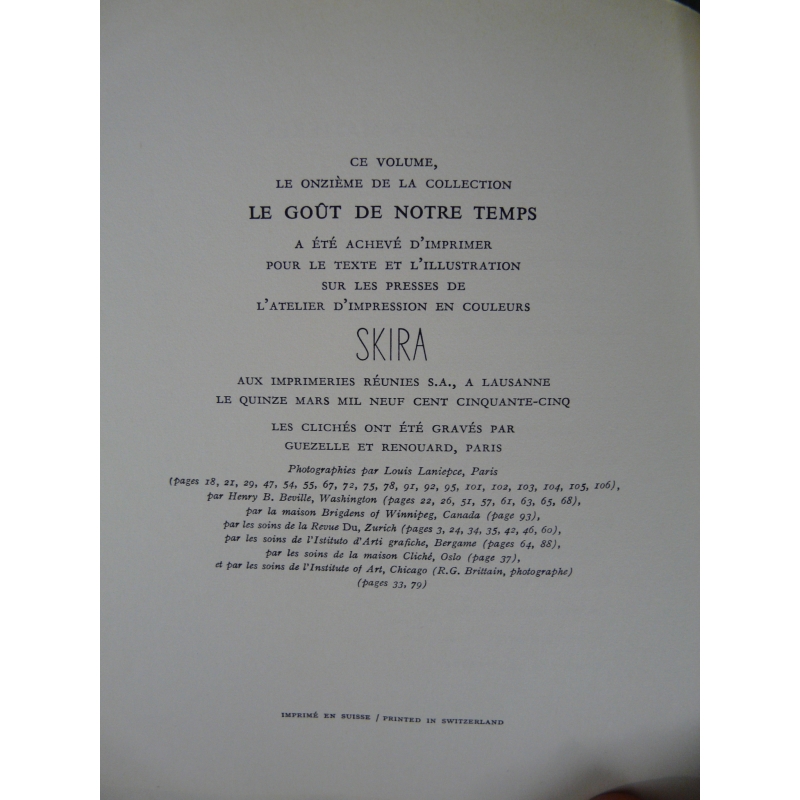 CE VOLUME,
LE ONZIÈME DE LA COLLECTION
LE GOÛT DE NOTRE TEMPS
A ÉTÉ ACHEVÉ D'IMPRIMER
POUR LE TEXTE ET L'ILLUSTRATION
SUR LES PRESSES DE
L'ATELIER D'IMPRESSION EN COULEURS
SKIRA
AUX IMPRIMERIES RÉUNIES S.A., A LAUSANNE
LE QUINZE MARS MIL NEUF CENT CINQUANTE-CINQ
LES CLICHÉS ONT ÉTÉ GRAVÉS PAR
GUEZELLE ET RENOUARD, PARIS
Photographies par Louis Laniepce, Paris
(pages 18, 21, 29, 47, 54, 55, 67, 72, 75, 78, 91, 92, 95, 101, 102, 103, 104, 105, 106),
par Henry B. Beville, Washington (pages 22, 26, 51, 57, 61, 63, 65, 68),
par la maison Brigdens of Winnipeg, Canada (page 93),
par les soins de la Revue Du, Zurich (pages 3, 24, 34, 35, 42, 46, 60),
par les soins de l'Istituto d'Arti grafiche, Bergame (pages 64, 88),
par les soins de la maison Cliché, Oslo (page 37),
et par les soins de l'Institute of Art, Chicago (R.G. Brittain, photographe)
(pages 33, 79)
IMPRIMÉ EN SUISSE / PRINTED IN SWITZERLAND